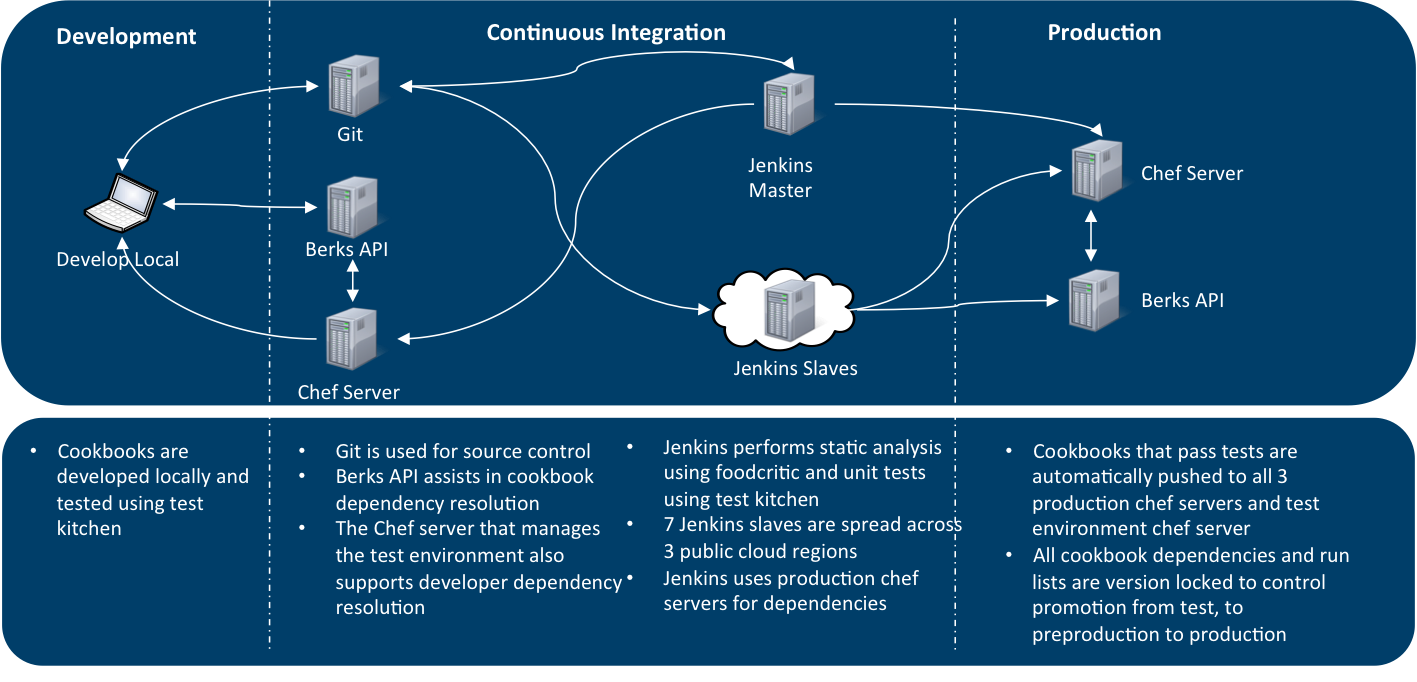 Development
Continuous Integration
Production
Git
Jenkins
Master
Chef Server
Berks API
Develop Local
Berks API
Jenkins Slaves
Chef Server
• Cookbooks are
developed locally and
tested using test
kitchen
• Git is used for source control
• Berks API assists in cookbook
dependency resolution
• The Chef server that manages
the test environment also
supports developer dependency
resolution
• Jenkins performs static analysis
using foodcritic and unit tests
using test kitchen
• 7 Jenkins slaves are spread across
3 public cloud regions
• Jenkins uses production chef
servers for dependencies
• Cookbooks that pass tests are
automatically pushed to all 3
production chef servers and test
environment chef server
• All cookbook dependencies and run
lists are version locked to control
promotion from test, to
preproduction to production